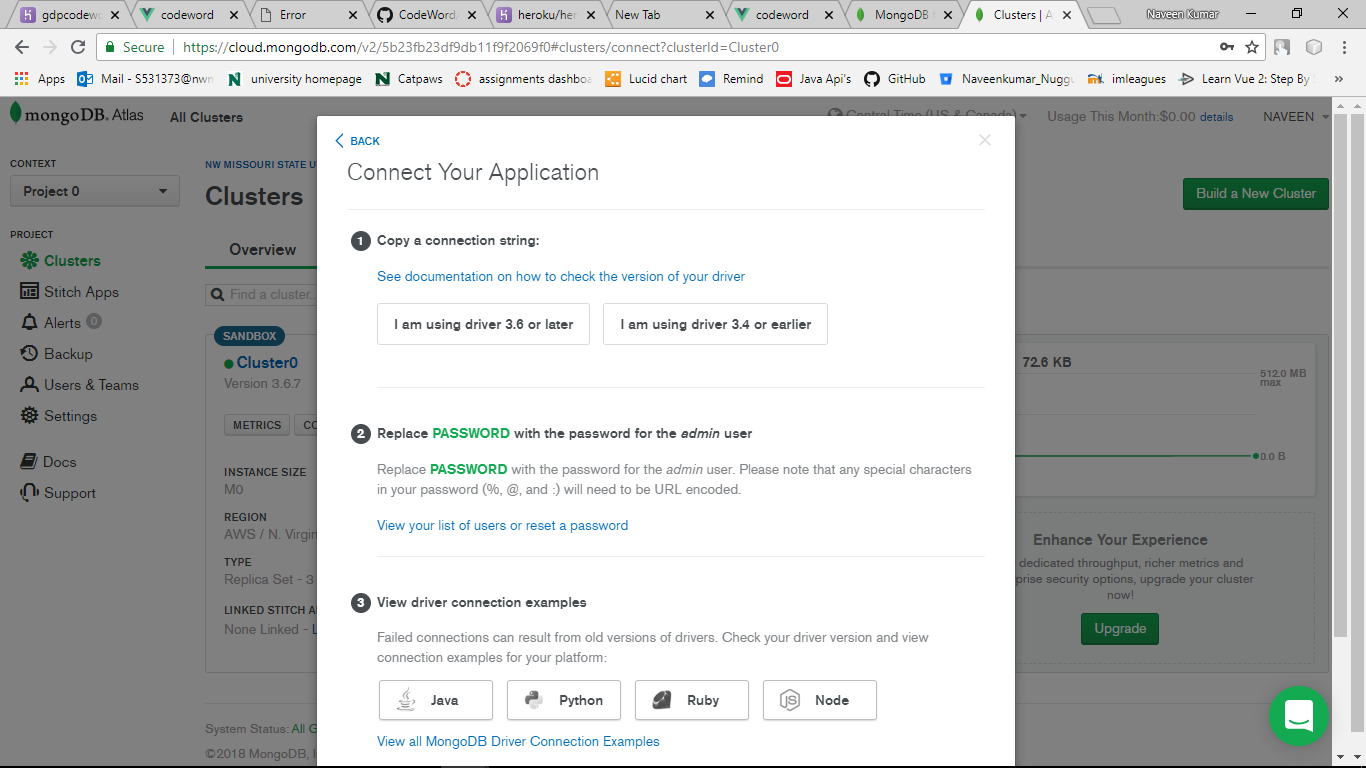 gdpcodew
codeword
Error
CodeWord/
heroku/her
New Tab
codeword
MongoDB
Clusters | A
Naveen Kumar
Secure
https://cloud.mongodb.com/v2/5b23fb23df9db11f9f2069f0#clusters/connect?clusterId=Cluster0
Apps
Mail - S531373@nwm
university homepage
Catpaws
assignments dashboa
Lucid chart
Remind
Java Api's
GitHub
Naveenkumar_Nuggu
imleagues
Learn Vue 2: Step By
»
mongoDB. Atlas
All Clusters
Central Time (US & Canada)
Usage This Month:$0.00 details
NAVEEN
CONTEXT
Project 0
PROJECT
Clusters
Stitch Apps
Alerts 0
Backup
Users & Teams
Settings
Docs
Support
NW MISSOURI STATE U
Clusters
Build a New Cluster
Overview
Find a cluster...
SANDBOX
Cluster0
Version 3.6.7
METRICS
CO
INSTANCE SIZE
M0
REGION
AWS / N. Virgin
TYPE
Replica Set - 3
LINKED STITCH A
None Linked - L
System Status: All G
©2018 MongoDB, I
BACK
Connect Your Application
1 Copy a connection string:
See documentation on how to check the version of your driver
I am using driver 3.6 or later
I am using driver 3.4 or earlier
2 Replace PASSWORD with the password for the admin user
Replace PASSWORD with the password for the admin user. Please note that any special characters
in your password (%, @, and :) will need to be URL encoded.
View your list of users or reset a password
3 View driver connection examples
Failed connections can result from old versions of drivers. Check your driver version and view
connection examples for your platform:
Java
Python
Ruby
JS Node
View all MongoDB Driver Connection Examples
72.6 KB
512.0 MB
max
0.0 B
Enhance Your Experience
dedicated throughput, richer metrics and
prise security options, upgrade your cluster
now!
Upgrade